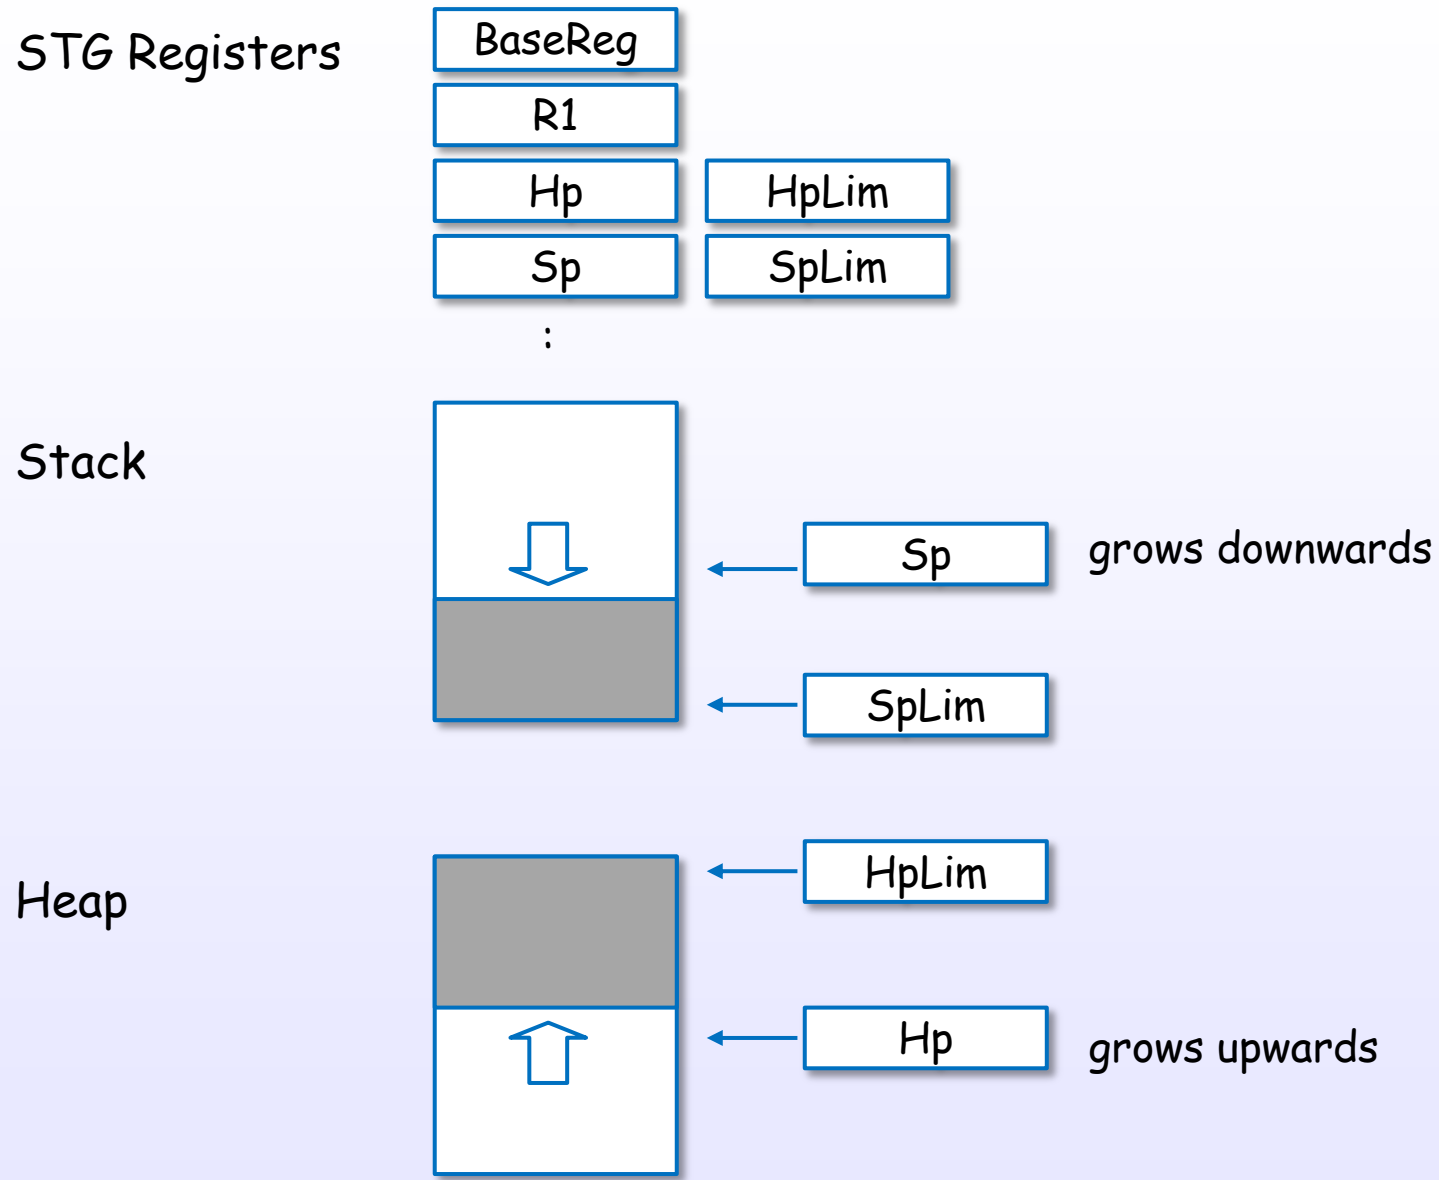 STG Registers
BaseReg
R1
Hp
HpLim
Sp
SpLim
:
Stack
Sp
grows downwards
SpLim
Heap
HpLim
Hp
grows upwards